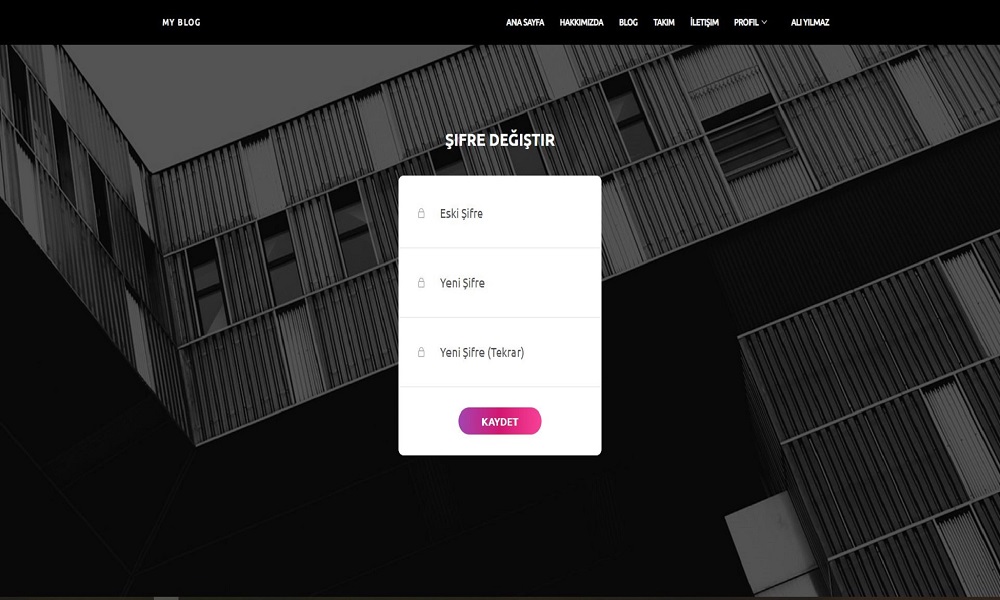 MY BLOG
ANA SAYFA HAKKIMIZDA BLOG TAKIM İLETİŞİM PROFIL ALI YILMAZ
ŞIFRE DEĞIŞTIR
Eski Şifre
Yeni Şifre
Yeni Şifre (Tekrar)
KAYDET